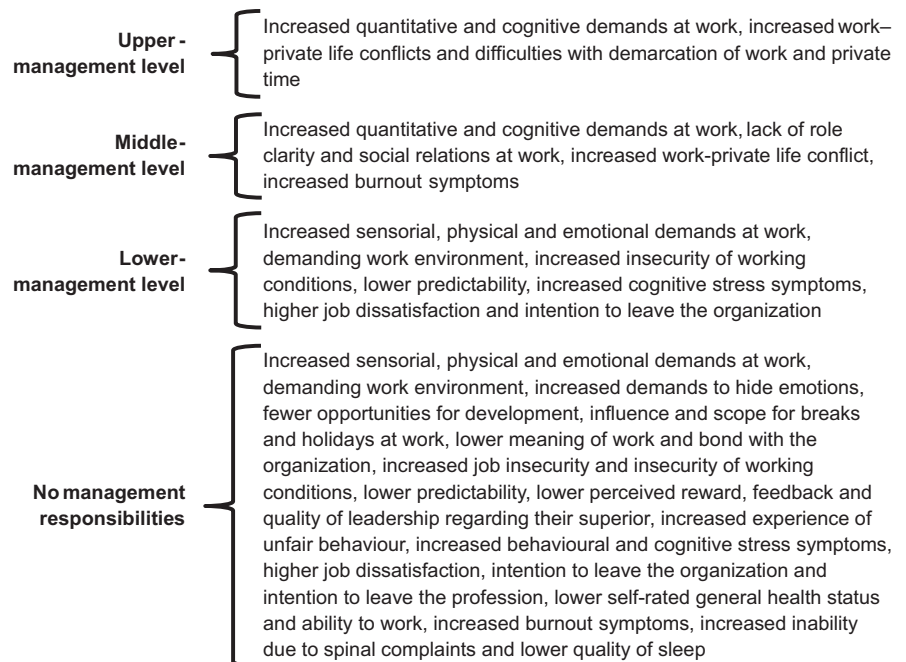 Upper-
management level
Increased quantitative and cognitive demands at work, increased work–
private life conflicts and difficulties with demarcation of work and private
time
Middle-
management level
Increased quantitative and cognitive demands at work, lack of role
clarity and social relations at work, increased work-private life conflict,
increased burnout symptoms
Lower-
management level
Increased sensorial, physical and emotional demands at work,
demanding work environment, increased insecurity of working
conditions, lower predictability, increased cognitive stress symptoms,
higher job dissatisfaction and intention to leave the organization
No management
responsibilities
Increased sensorial, physical and emotional demands at work,
demanding work environment, increased demands to hide emotions,
fewer opportunities for development, influence and scope for breaks
and holidays at work, lower meaning of work and bond with the
organization, increased job insecurity and insecurity of working
conditions, lower predictability, lower perceived reward, feedback and
quality of leadership regarding their superior, increased experience of
unfair behaviour, increased behavioural and cognitive stress symptoms,
higher job dissatisfaction, intention to leave the organization and
intention to leave the profession, lower self-rated general health status
and ability to work, increased burnout symptoms, increased inability
due to spinal complaints and lower quality of sleep